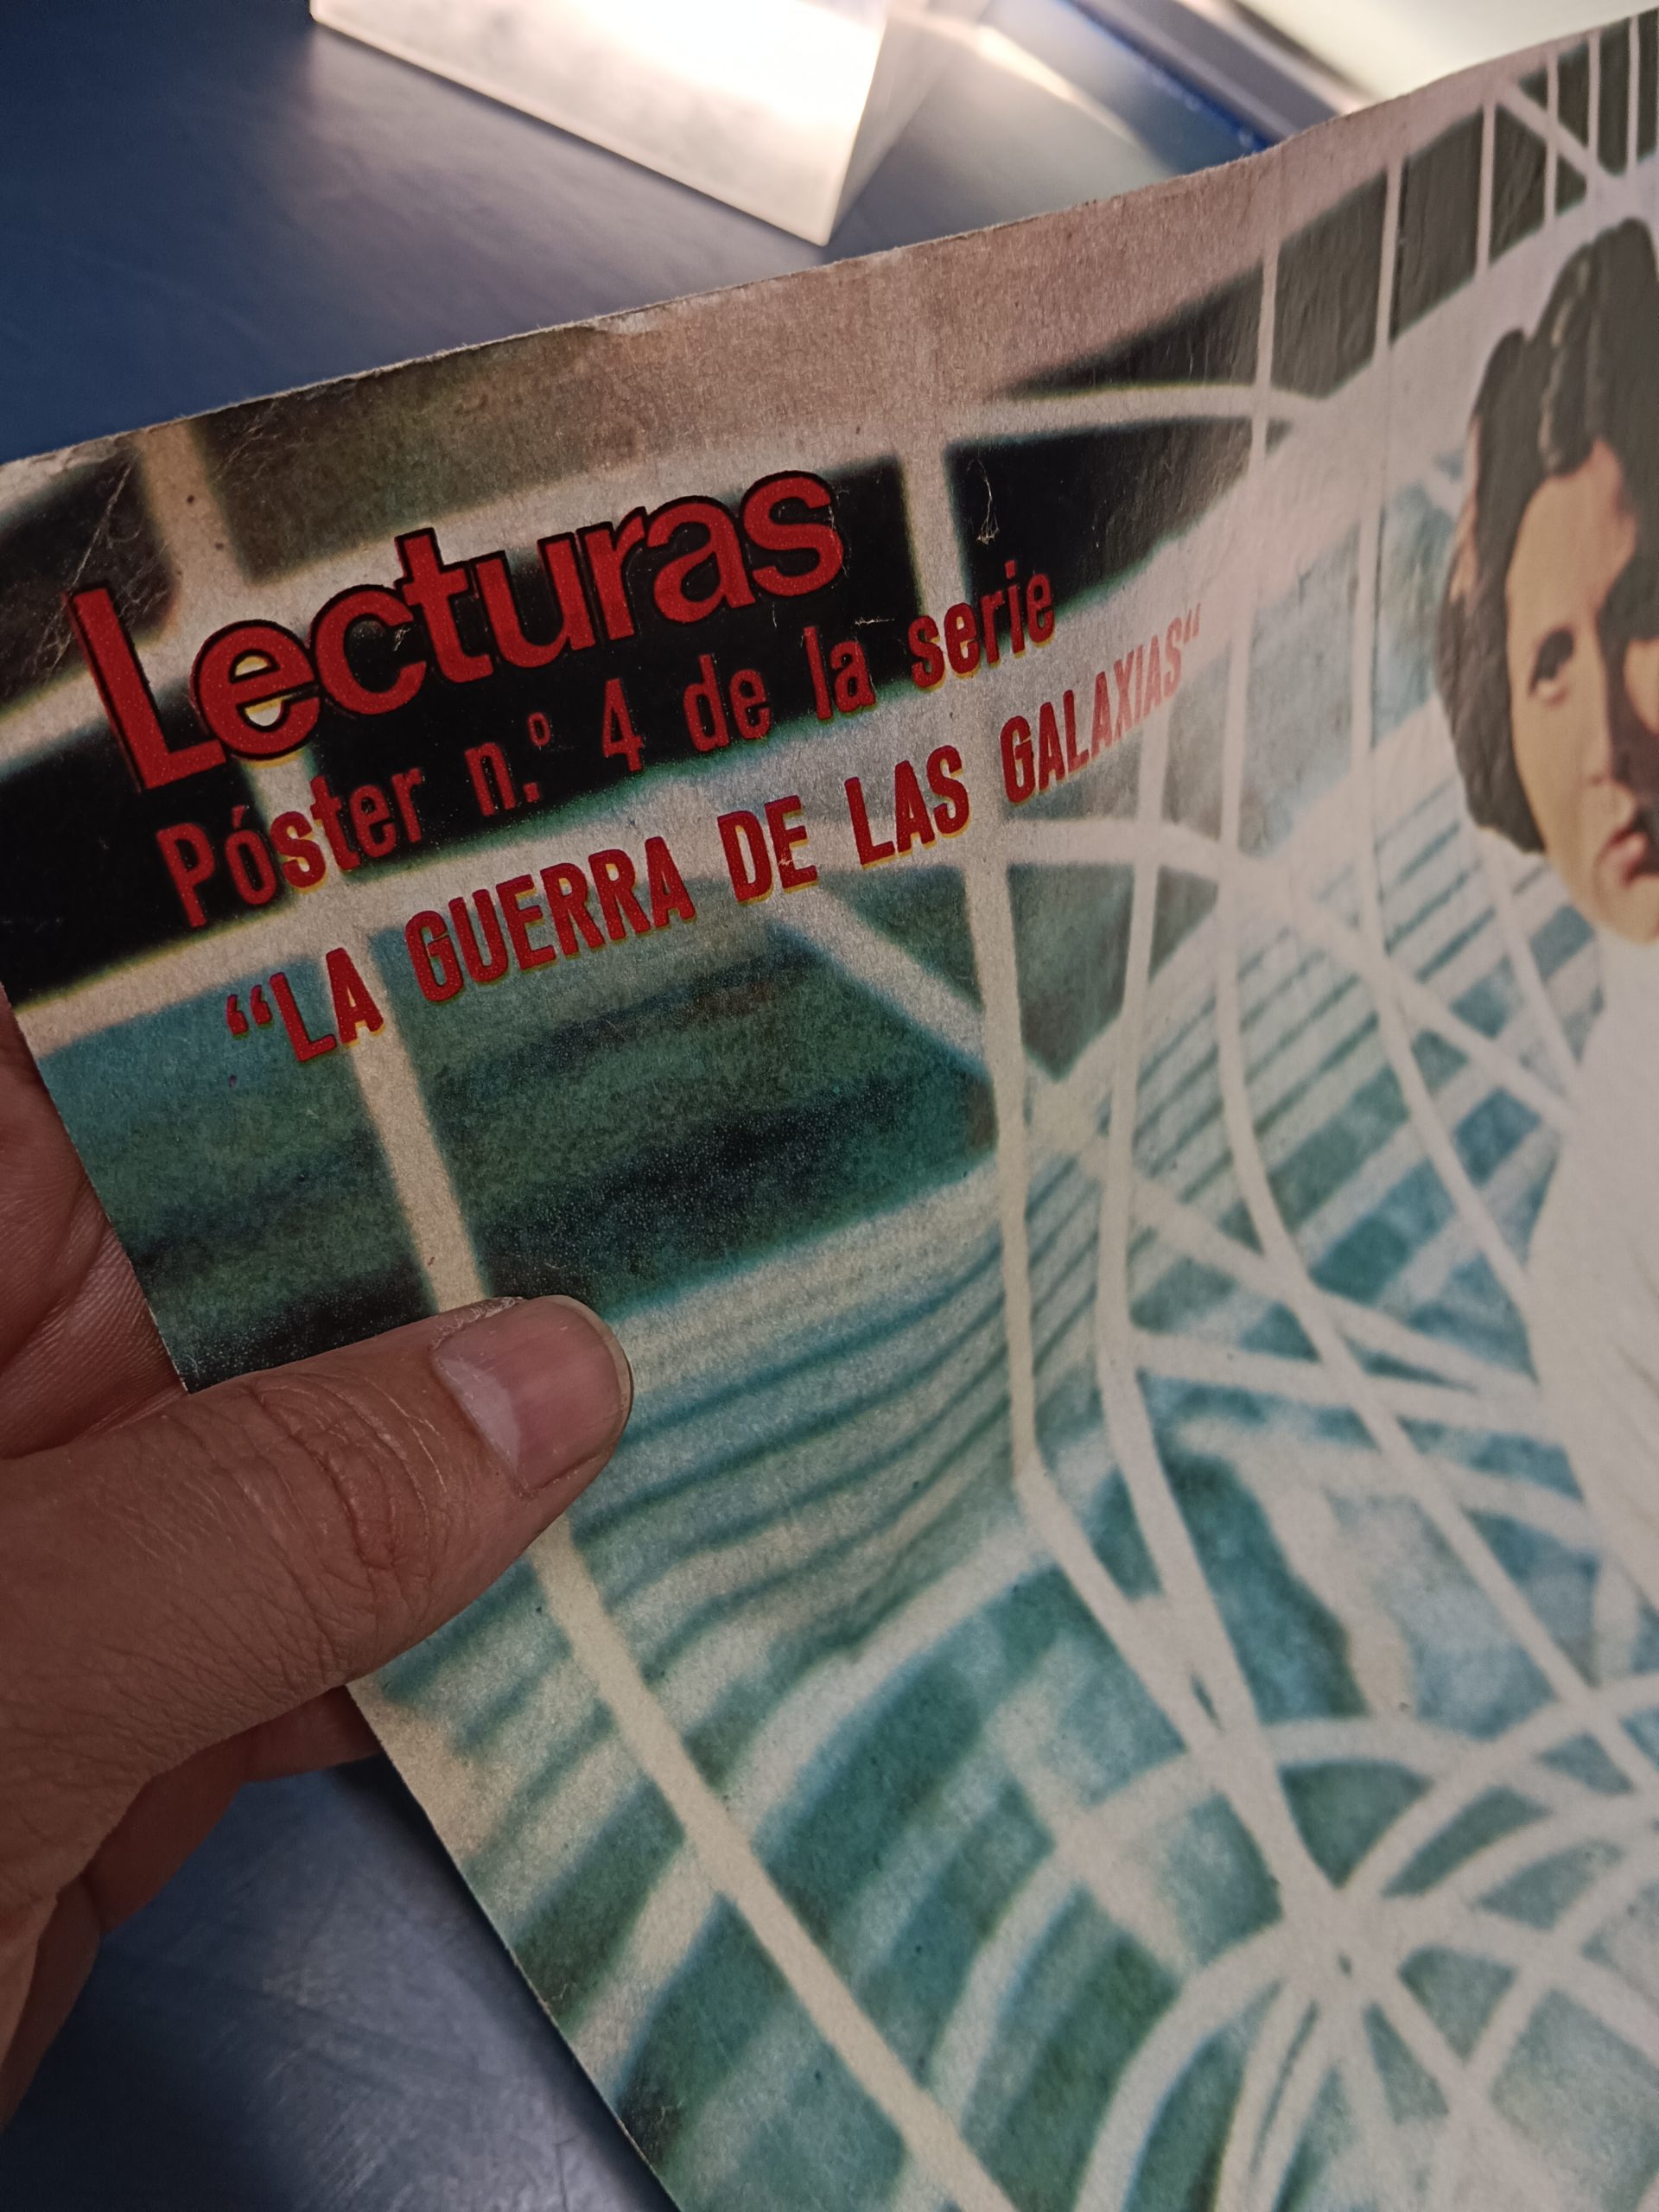 Lecturas
Póster n.º 4 de la serie
“LA GUERRA DE LAS GALAXIAS”